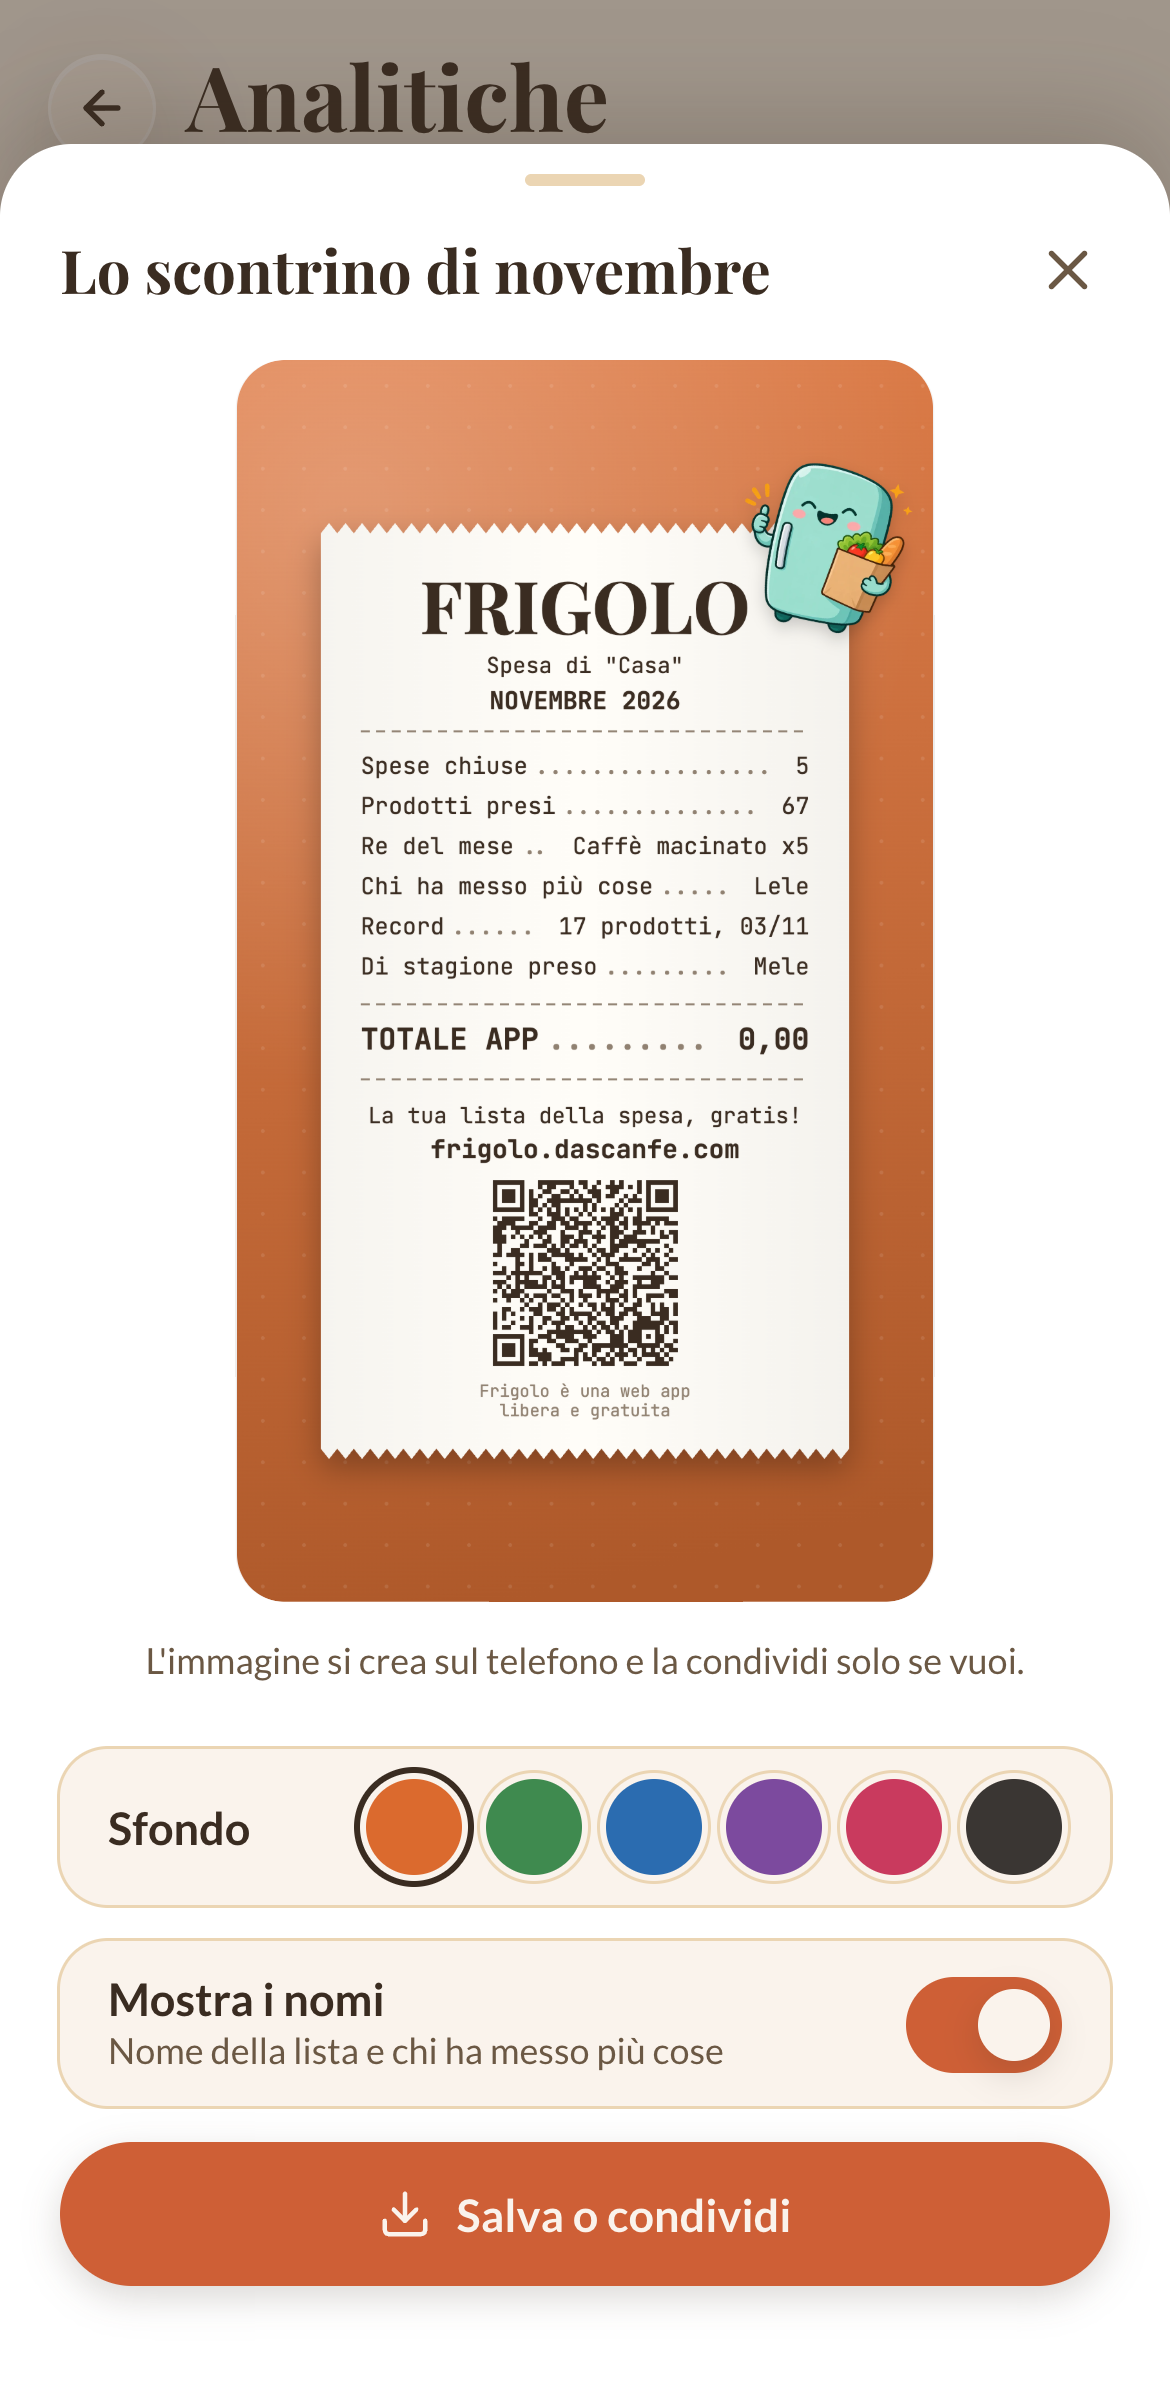 Analitiche
Lo scontrino di novembre
FRIGOLO
Spesa di "Casa"
NOVEMBRE 2026
Spese chiuse ................. 5
Prodotti presi .............. 67
Re del mese .. Caffè macinato x5
Chi ha messo più cose ..... Lele
Record ...... 17 prodotti, 03/11
Di stagione preso ......... Mele
TOTALE APP ......... 0,00
La tua lista della spesa, gratis!
frigolo.dascanfe.com
Frigolo è una web app
libera e gratuita
L'immagine si crea sul telefono e la condividi solo se vuoi.
Sfondo
Mostra i nomi
Nome della lista e chi ha messo più cose
Salva o condividi